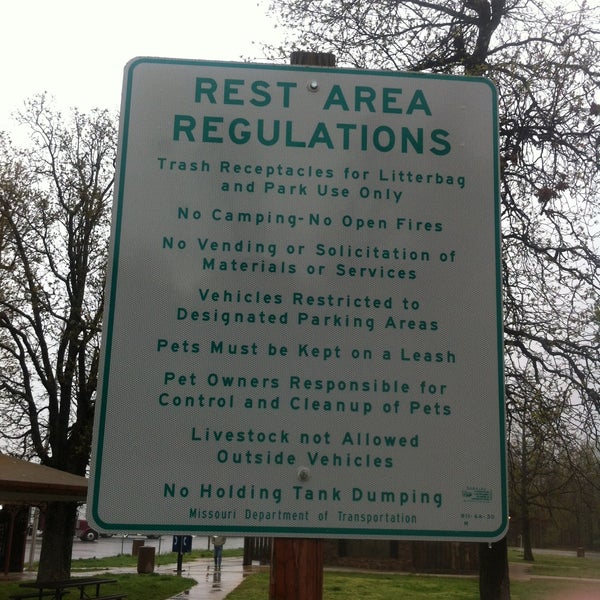 REST AREA
REGULATIONS
Trash Receptacles for Litterbag
and Park Use Only
No Camping-No Open Fires
No Vending or Solicitation of
Materials or Services
Vehicles Restricted to
Designated Parking Areas
Pets Must be Kept on a Leash
Pet Owners Responsible for
Control and Cleanup of Pets
Livestock not Allowed
Outside Vehicles
No Holding Tank Dumping
Missouri Department of Transportation